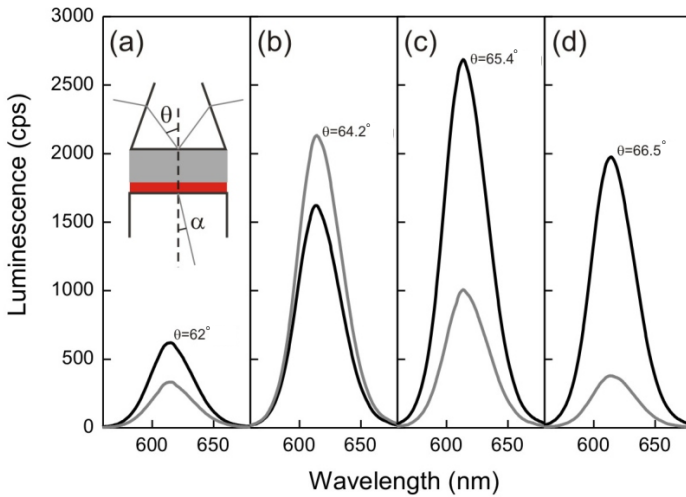 3000
2500
2000
1500
1000
500
0
Luminescence (cps)
(a)
θ
α
θ=62°
(b)
θ=64.2°
(c)
θ=65.4°
(d)
θ=66.5°
600 650 600 650 600 650 600 650
Wavelength (nm)